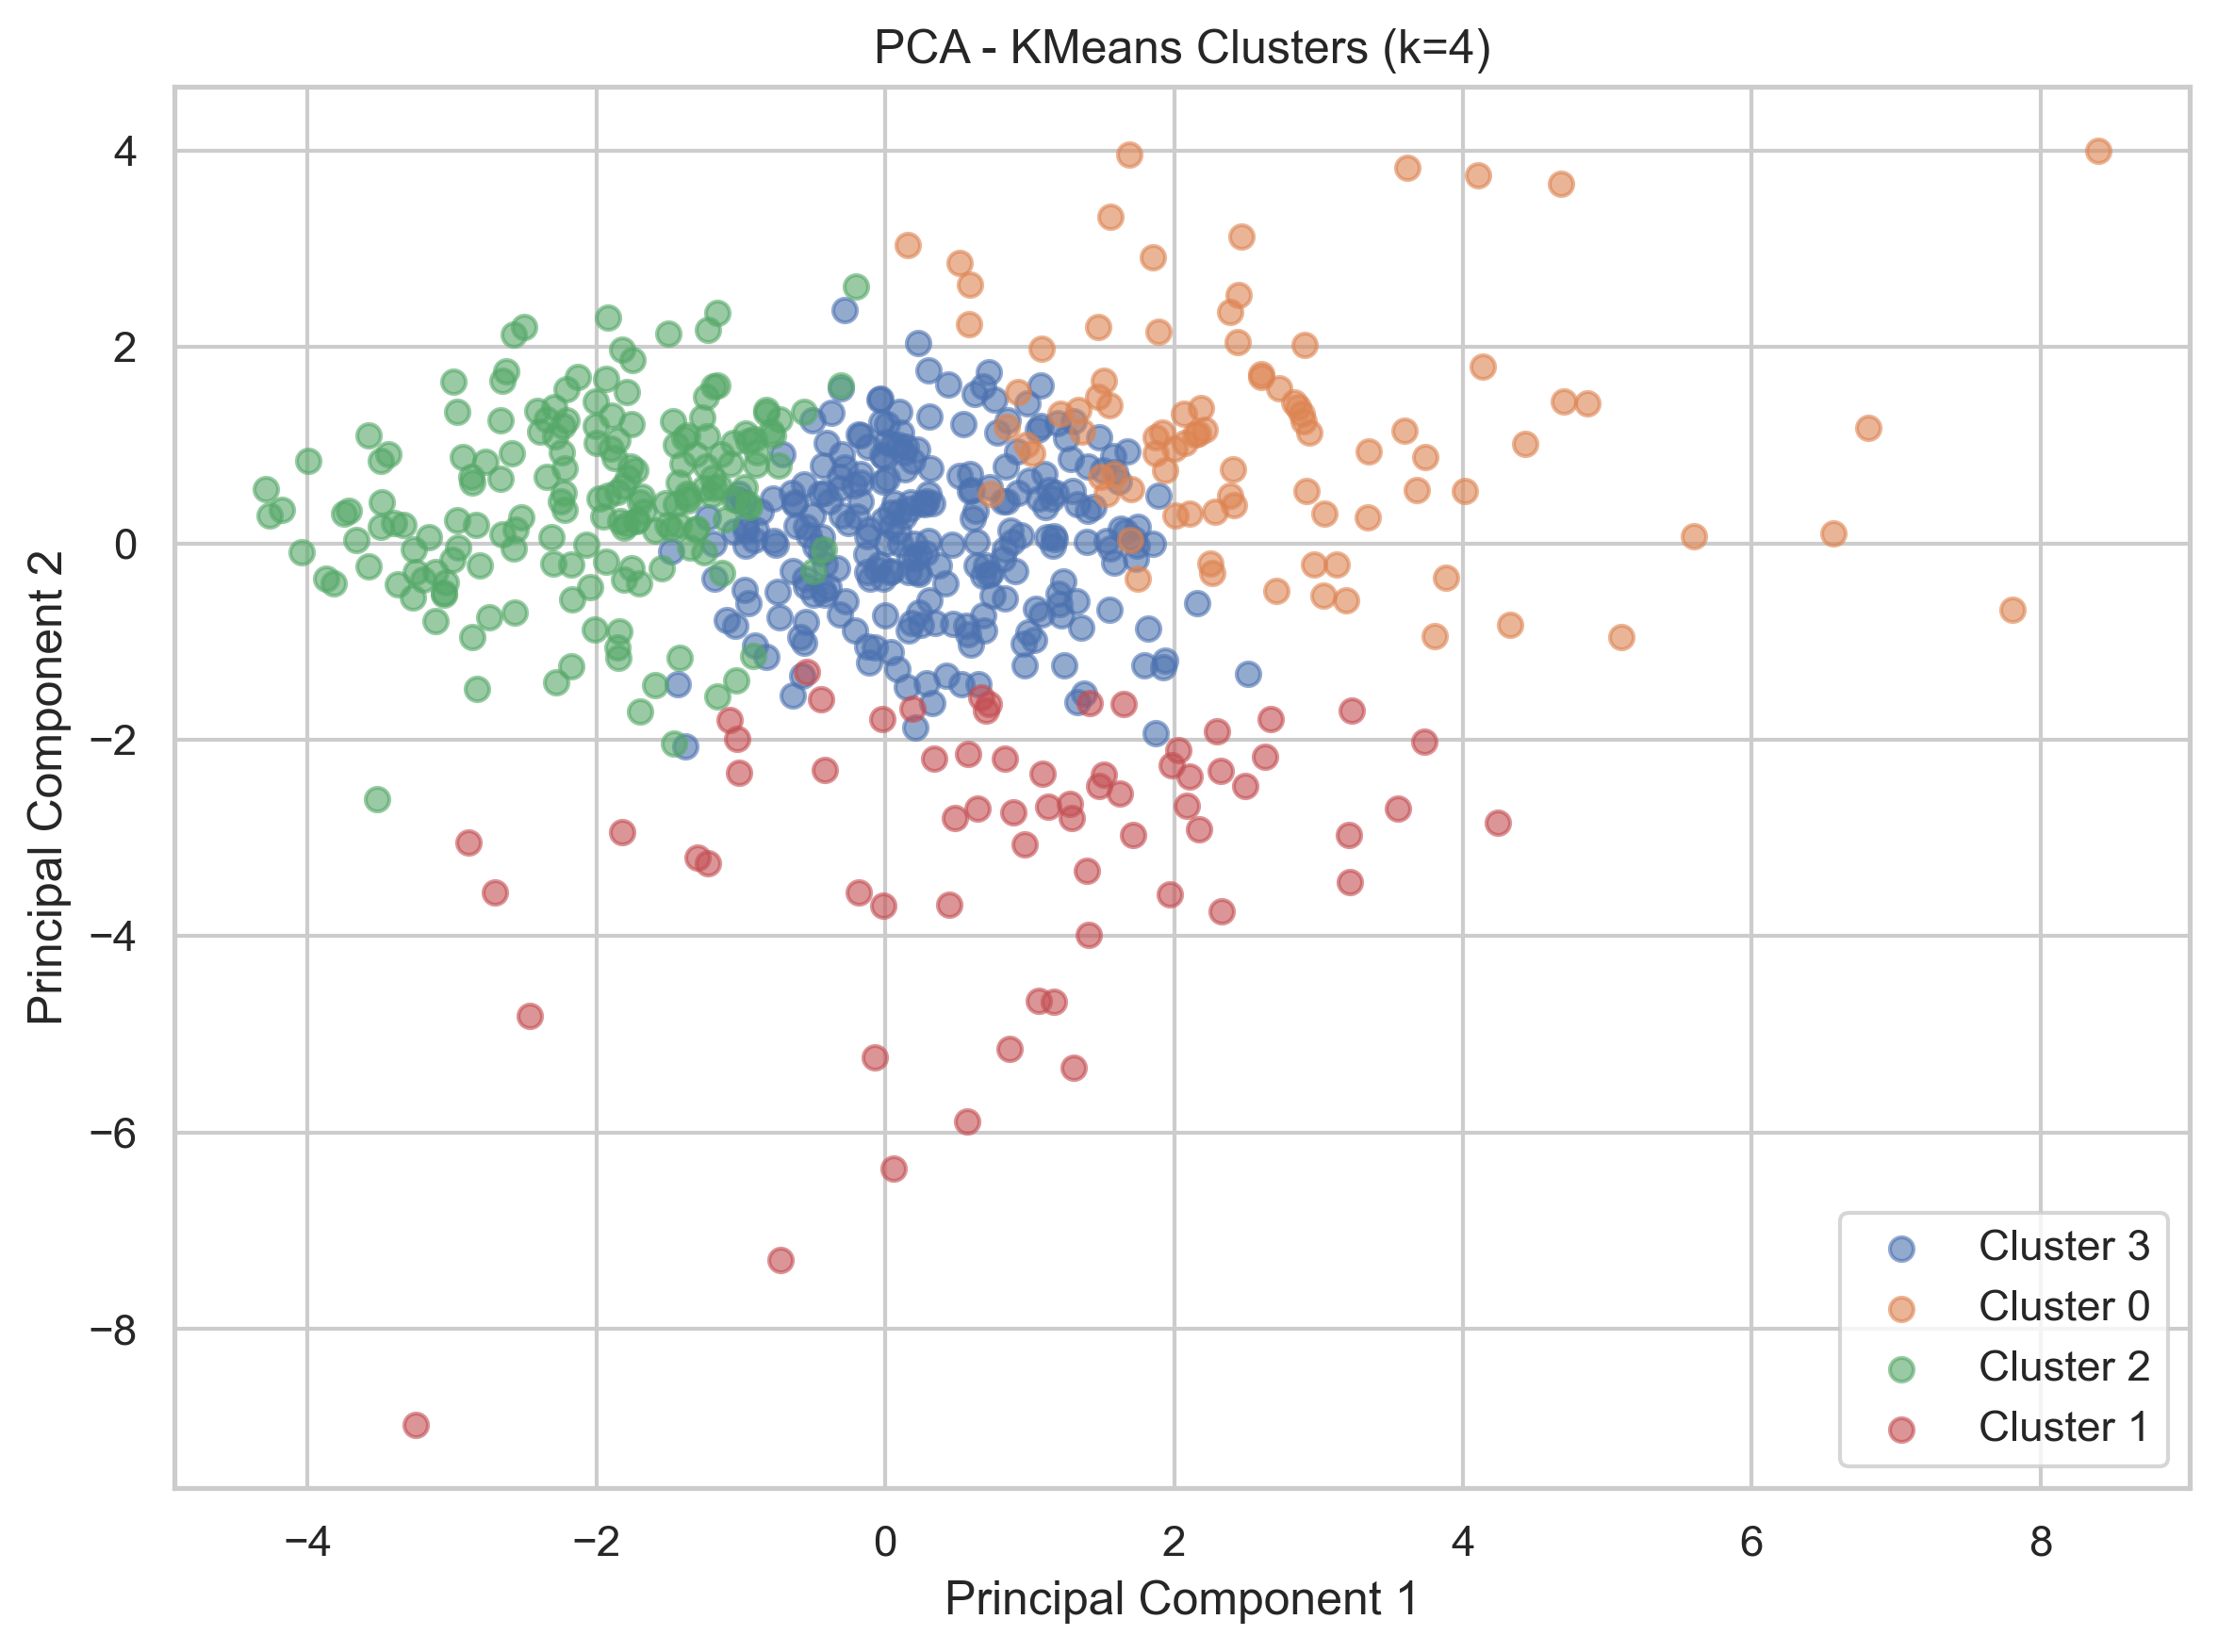 PCA - KMeans Clusters (k=4)
4
2
0
−2
−4
−6
−8
Principal Component 2
−4
−2
0
2
4
6
8
Principal Component 1
Cluster 3
Cluster 0
Cluster 2
Cluster 1